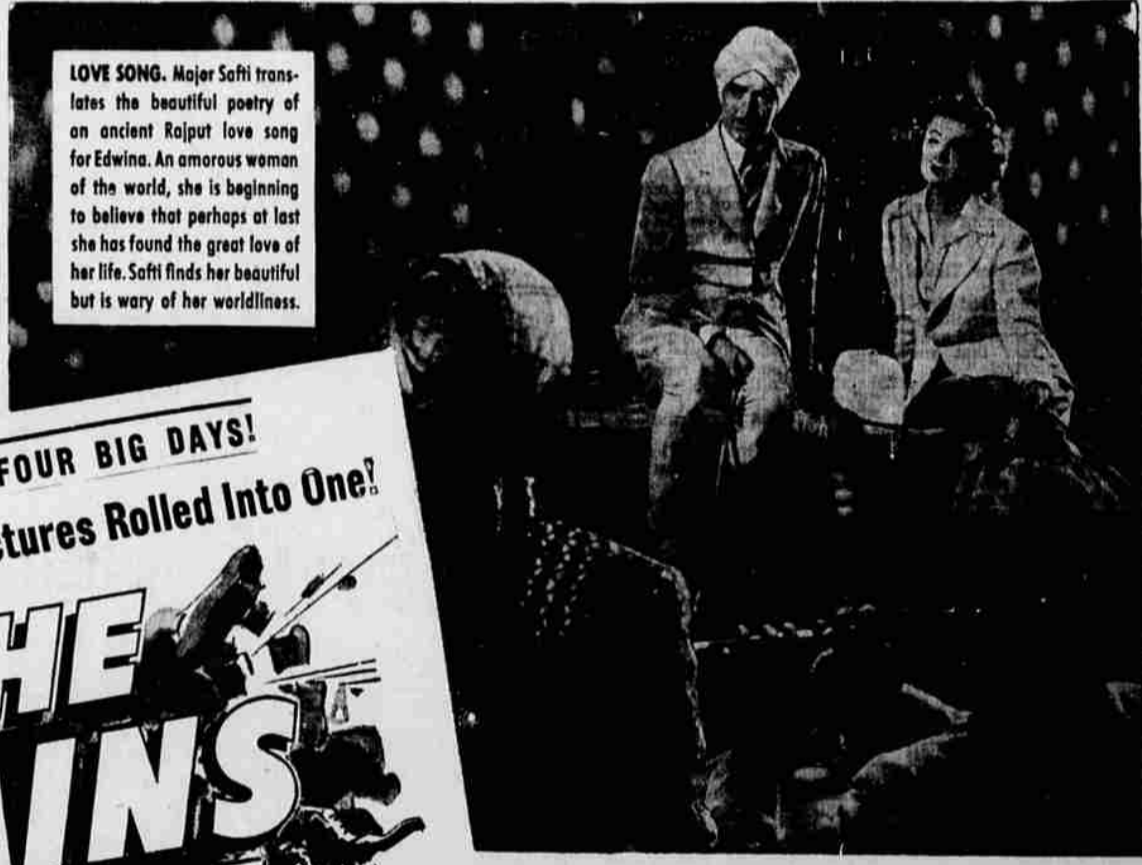 LOVE SONG. Major Safti trans-
lates the beautiful poetry of
an ancient Rajput love song
for Edwina. An amorous woman
of the world, she is beginning
to believe that perhaps at last
she has found the great love of
her life. Safti finds her beautiful
but is wary of her worldliness.
FOUR BIG DAYS!
ctures Rolled Into One!
HE
AINS